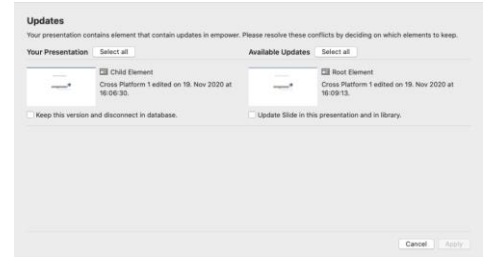 Updates
Your presentation contains element that contain updates in empower. Please resolve these conflicts by deciding on which elements to keep.
Your Presentation Select all
Available Updates Select all
Child Element
Cross Platform 1 edited on 19. Nov 2020 at
16:06:30.
Root Element
Cross Platform 1 edited on 19. Nov 2020 at
16:09:13.
empower
empower
Keep this version and disconnect in database.
Update Slide in this presentation and in library.
Cancel Apply